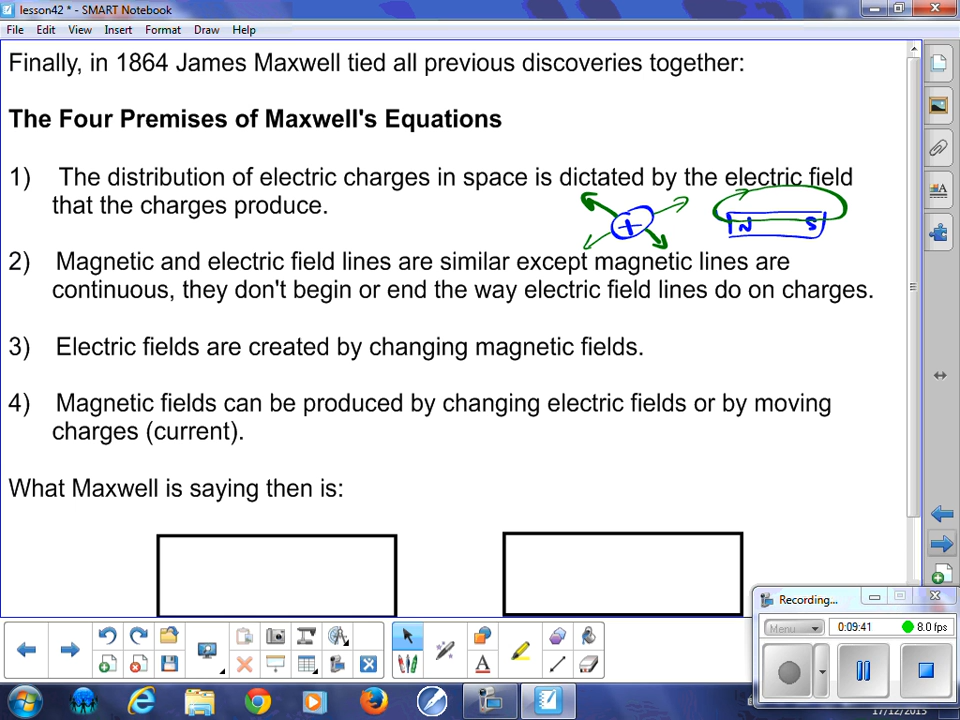 lesson42 * - SMART Notebook
File Edit View Insert Format Draw Help
Finally, in 1864 James Maxwell tied all previous discoveries together:
The Four Premises of Maxwell's Equations
1) The distribution of electric charges in space is dictated by the electric field
that the charges produce.
+ N S
2) Magnetic and electric field lines are similar except magnetic lines are
continuous, they don't begin or end the way electric field lines do on charges.
3) Electric fields are created by changing magnetic fields.
4) Magnetic fields can be produced by changing electric fields or by moving
charges (current).
What Maxwell is saying then is:
Recording...
Menu 0:09:41 8.0 fps
17/12/2013